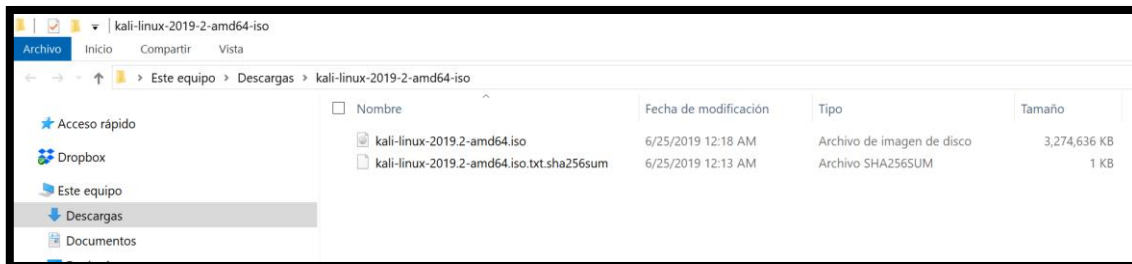 kali-linux-2019-2-amd64-iso
Archivo Inicio Compartir Vista
Este equipo > Descargas > kali-linux-2019-2-amd64-iso
Nombre Fecha de modificación Tipo Tamaño
Acceso rápido
kali-linux-2019.2-amd64.iso 6/25/2019 12:18 AM Archivo de imagen de disco 3,274,636 KB
Dropbox
kali-linux-2019.2-amd64.iso.txt.sha256sum 6/25/2019 12:13 AM Archivo SHA256SUM 1 KB
Este equipo
Descargas
Documentos